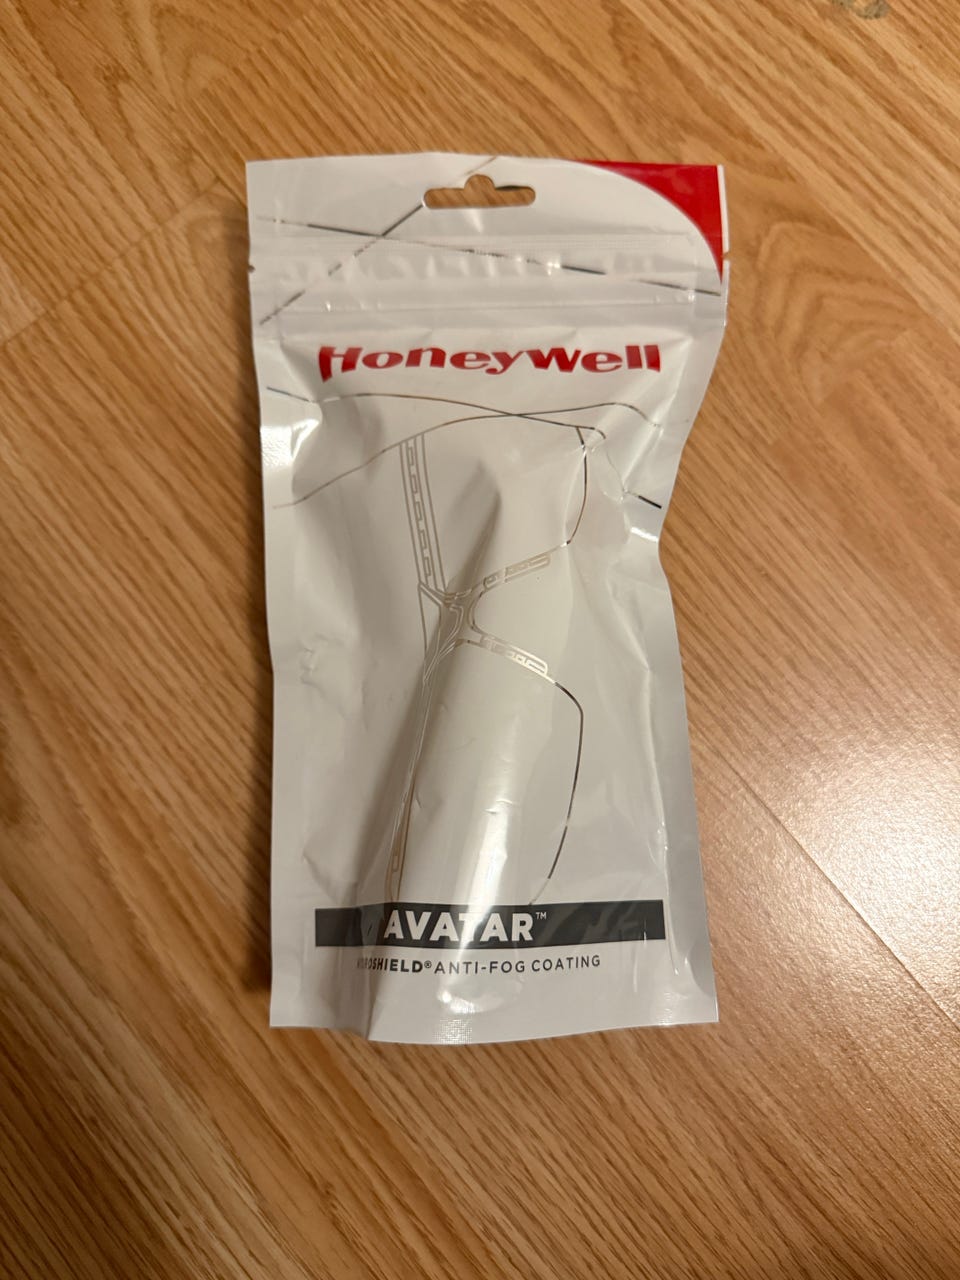 Honeywell
AVATAR™
ANTI-FOG COATING